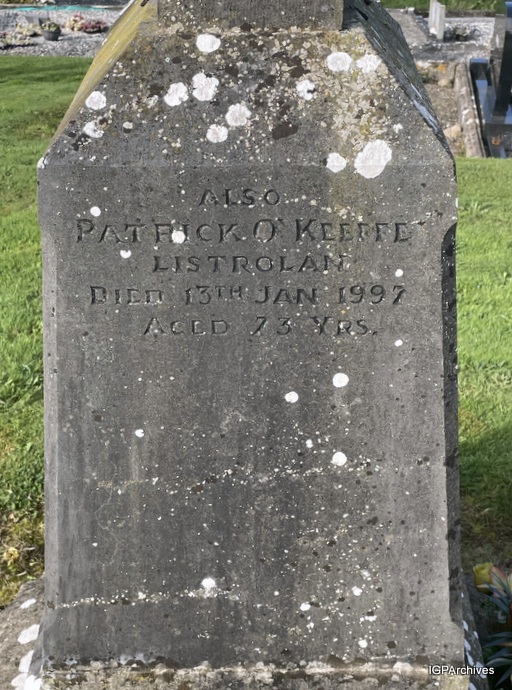 ALSO
PATRICK O'KEEFFE
LISTROLAN
DIED 13TH JAN 1997
AGED 73 YRS.
IGPArchives